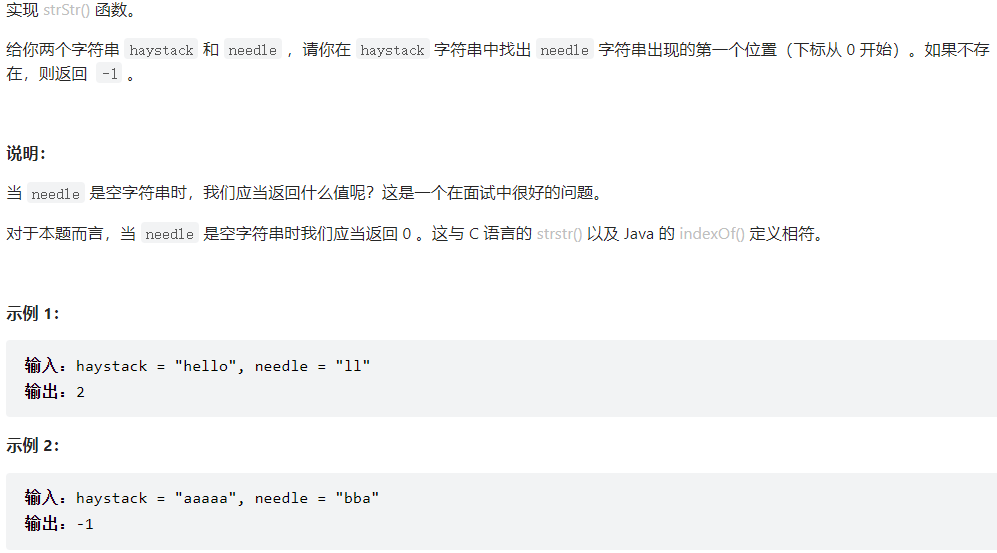 实现 strStr() 函数。
给你两个字符串 haystack 和 needle ，请你在 haystack 字符串中找出 needle 字符串出现的第一个位置（下标从 0 开始）。如果不存
在，则返回 -1 。
说明：
当 needle 是空字符串时，我们应当返回什么值呢？这是一个在面试中很好的问题。
对于本题而言，当 needle 是空字符串时我们应当返回 0 。这与 C 语言的 strstr() 以及 Java 的 indexOf() 定义相符。
示例 1：
输入：haystack = "hello", needle = "ll"
输出：2
示例 2：
输入：haystack = "aaaaa", needle = "bba"
输出：-1